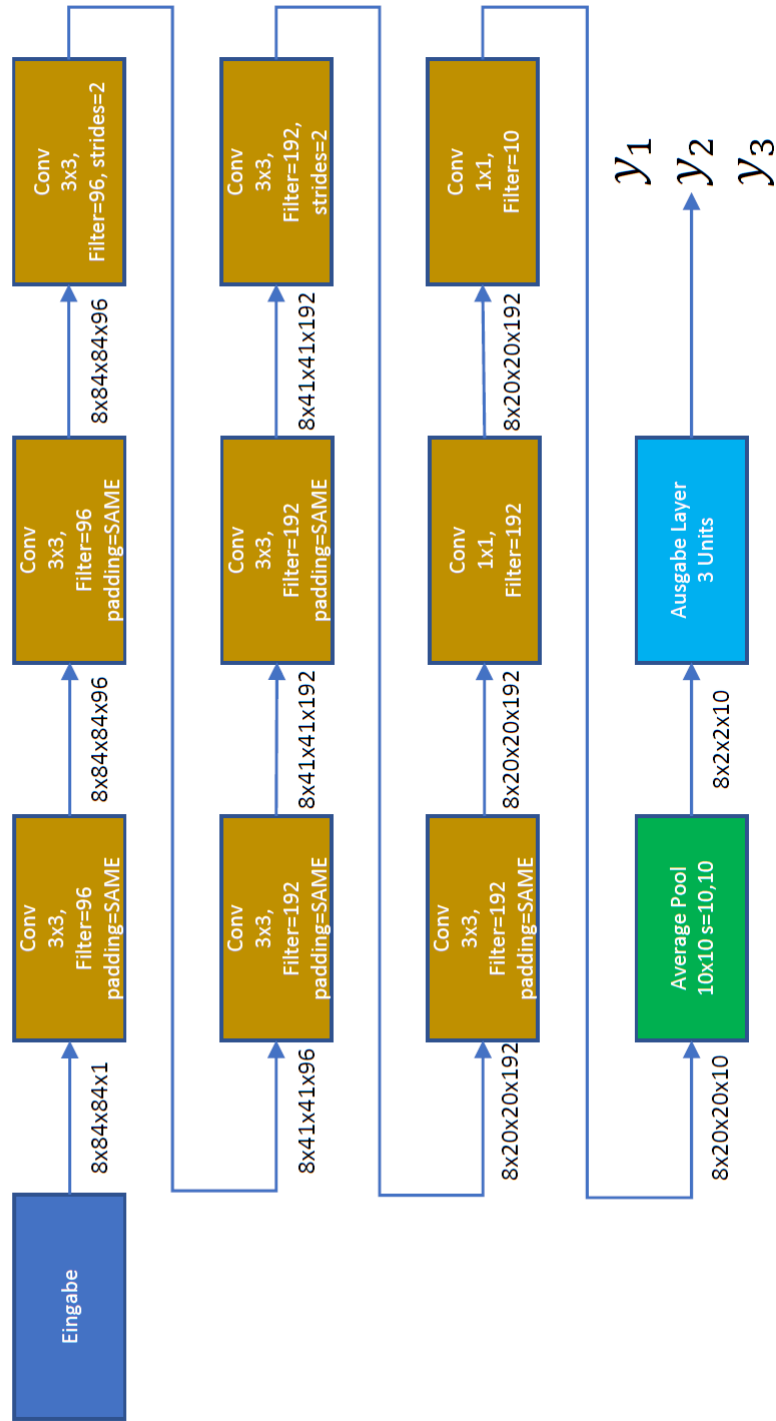 Eingabe
8x84x84x1
Conv
3x3,
Filter=96
padding=SAME
8x84x84x96
Conv
3x3,
Filter=96
padding=SAME
8x84x84x96
Conv
3x3,
Filter=96, strides=2
8x41x41x96
Conv
3x3,
Filter=192
padding=SAME
8x41x41x192
Conv
3x3,
Filter=192
padding=SAME
8x41x41x192
Conv
3x3,
Filter=192,
strides=2
8x20x20x192
Conv
3x3,
Filter=192
padding=SAME
8x20x20x192
Conv
1x1,
Filter=192
8x20x20x192
Conv
1x1,
Filter=10
8x20x20x10
Average Pool
10x10 s=10,10
8x2x2x10
Ausgabe Layer
3 Units
y1
y2
y3